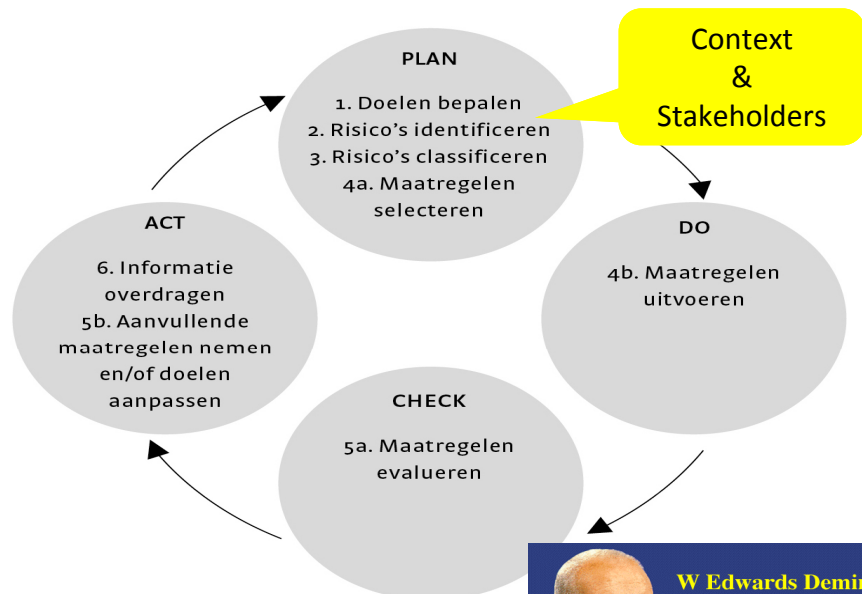 PLAN
1. Doelen bepalen
2. Risico's identificeren
3. Risico's classificeren
4a. Maatregelen
selecteren
Context
&
Stakeholders
DO
4b. Maatregelen
uitvoeren
CHECK
5a. Maatregelen
evalueren
ACT
6. Informatie
overdragen
5b. Aanvullende
maatregelen nemen
en/of doelen
aanpassen
W Edwards